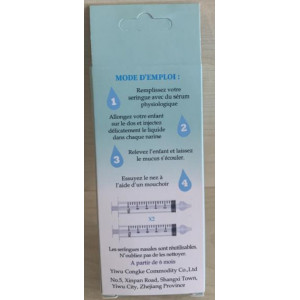 MODE D'EMPLOI :
1
Remplissez votre
seringue avec du sérum
physiologique
Allongez votre enfant
sur le dos et injectez
délicatement le liquide
dans chaque narine
2
3
Relevez l'enfant et laissez
le mucus s'écouler.
Essuyez le nez à
l'aide d'un mouchoir
4
x2
Les seringues nasales sont réutilisables.
N'oubliez pas de les nettoyer.
A partir de 6 mois
Yiwu Congke Commodity Co.,Ltd
No.5, Xinpan Road, Shangxi Town,
Yiwu City, Zhejiang Province